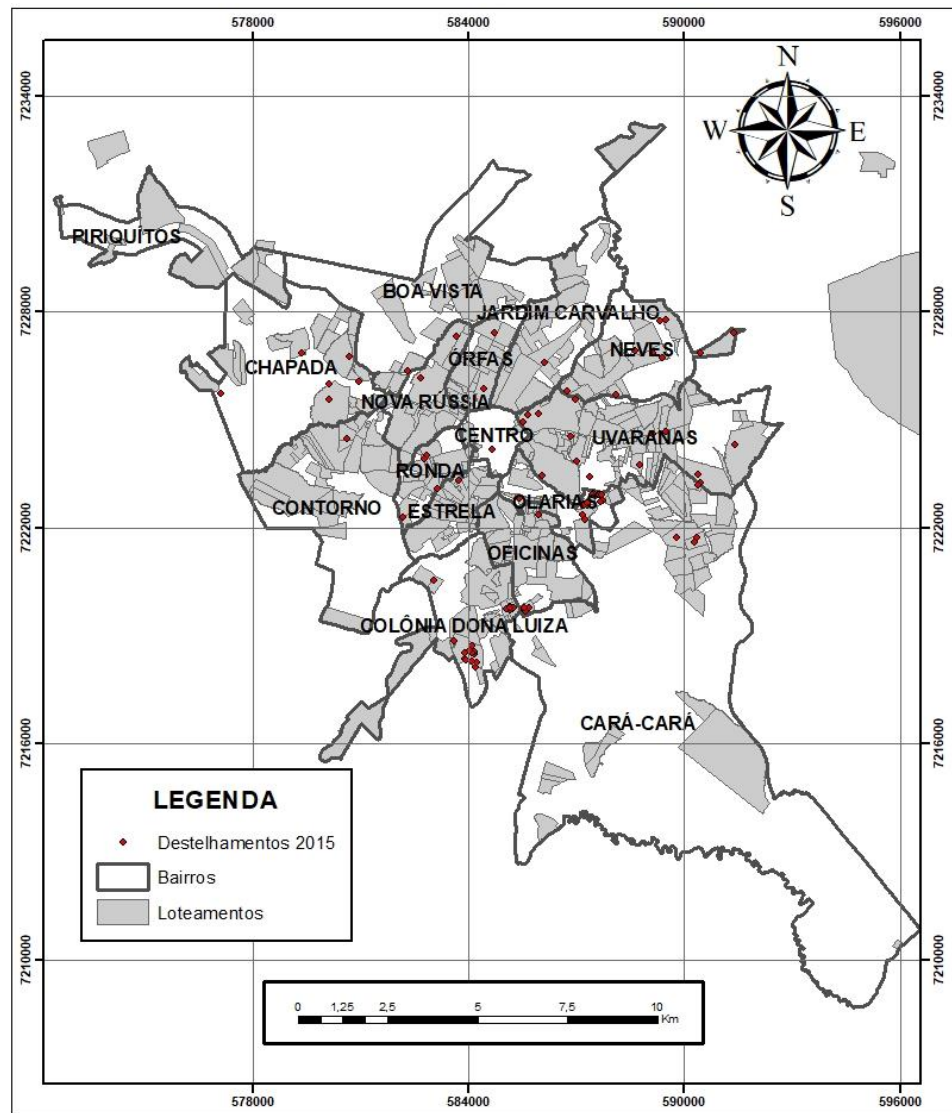 578000 584000 590000 596000
N
7234000 7234000
W E
S
PIRIQUÍTOS
BOA VISTA
7228000 7228000
JARDIM CARVALHO
ÓRFAS NEVES
CHAPADA
NOVA RÚSSIA
CENTRO UVARANAS
RONDA
CONTORNO ESTRELA OLARIAS
7222000 7222000
OFICINAS
COLÔNIA DONA LUIZA
CARÁ-CARÁ
7216000 7216000
LEGENDA
Destelhamentos 2015
Bairros
Loteamentos
7210000 7210000
0 1,25 2,5 5 7,5 10
Km
578000 584000 590000 596000